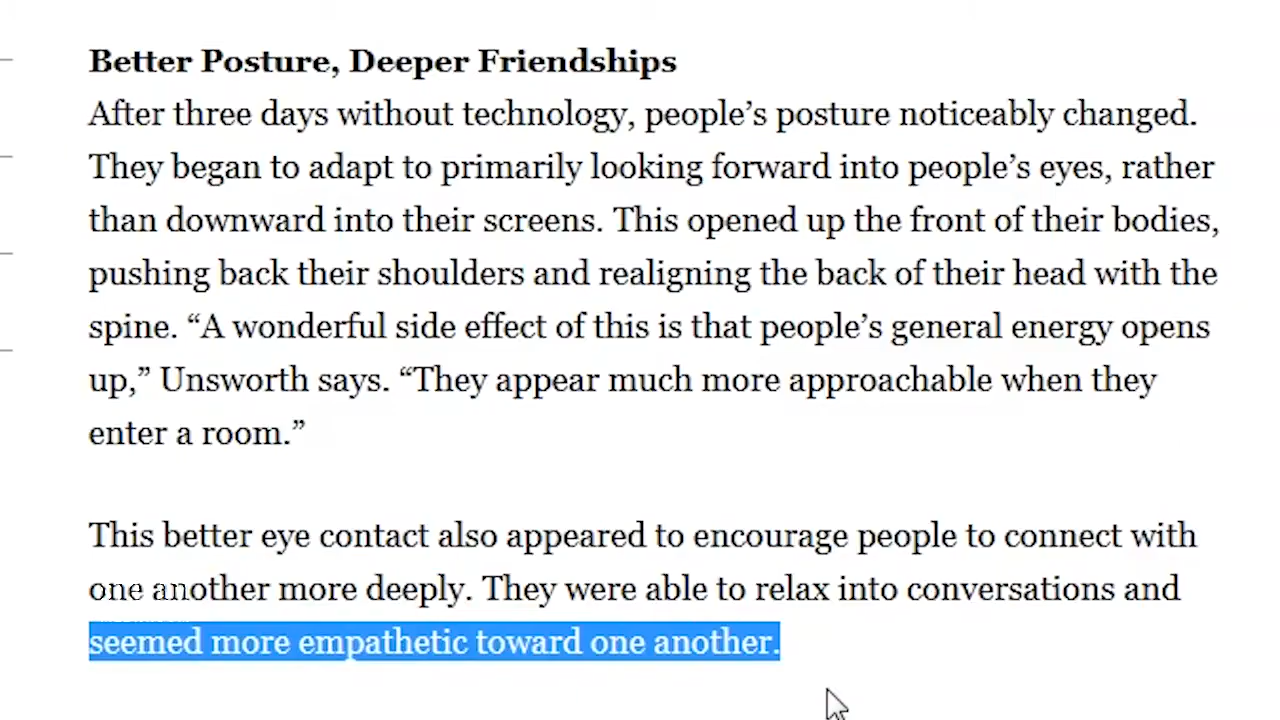 Better Posture, Deeper Friendships
After three days without technology, people’s posture noticeably changed.
They began to adapt to primarily looking forward into people’s eyes, rather
than downward into their screens. This opened up the front of their bodies,
pushing back their shoulders and realigning the back of their head with the
spine. “A wonderful side effect of this is that people’s general energy opens
up,” Unsworth says. “They appear much more approachable when they
enter a room.”
This better eye contact also appeared to encourage people to connect with
one another more deeply. They were able to relax into conversations and
seemed more empathetic toward one another.